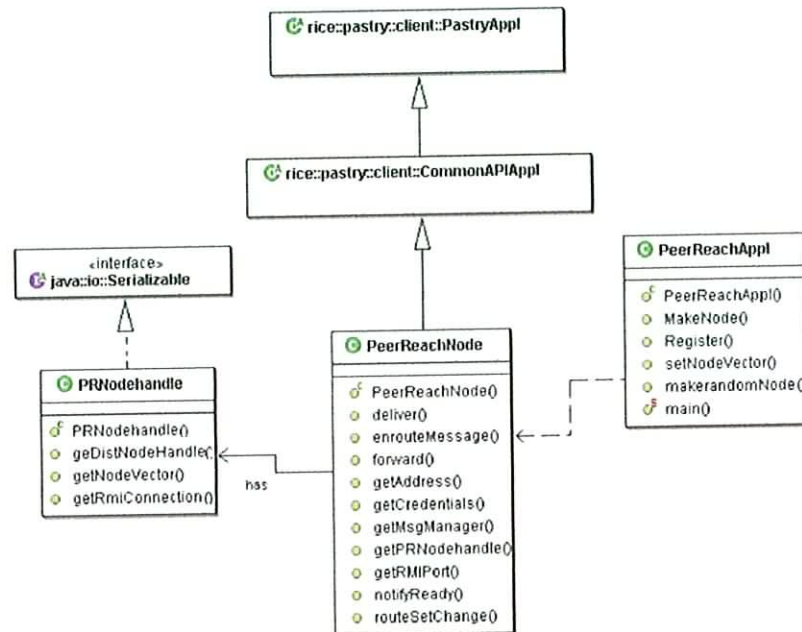 rice::pastry::client::PastryAppl
rice::pastry::client::CommonAPIAppl
«interface»
java::io::Serializable
PRNodehandle
PRNodehandle()
geDistNodeHandle()
getNodeVector()
getRmiConnection()
has
PeerReachNode
PeerReachNode()
deliver()
enrouteMessage()
forward()
getAddress()
getCredentials()
getMsgManager()
getPRNodehandle()
getRMIPort()
notifyReady()
routeSetChange()
PeerReachAppl
PeerReachAppl()
MakeNode()
Register()
setNodeVector()
makerandomNode()
main()